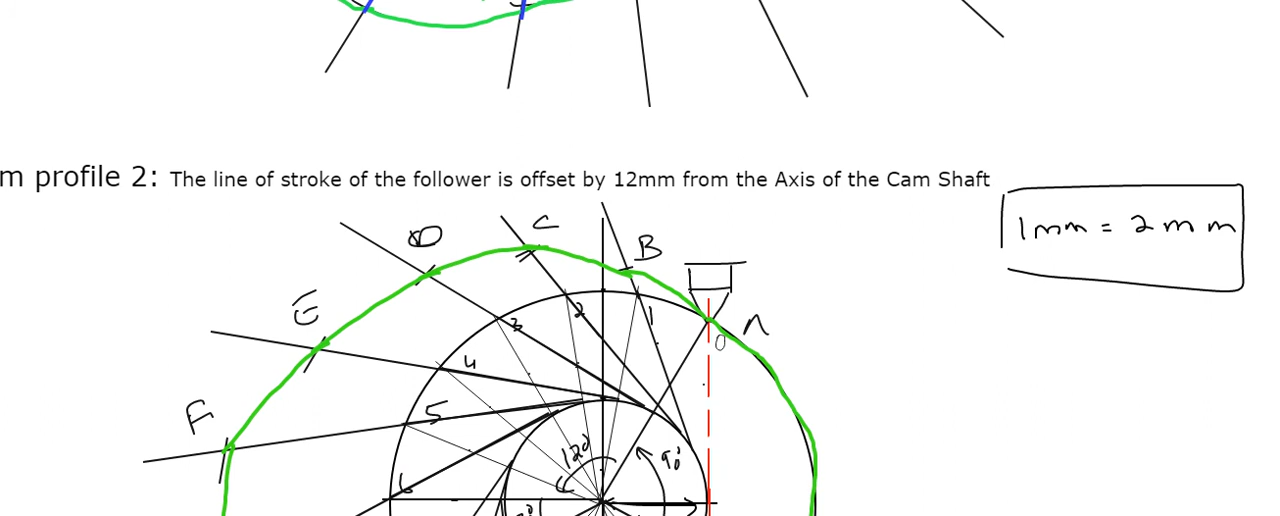 m profile 2: The line of stroke of the follower is offset by 12mm from the Axis of the Cam Shaft
1mm = 2mm
C
D
B
E
1
2
3
0
4
F
5
120
90°
6